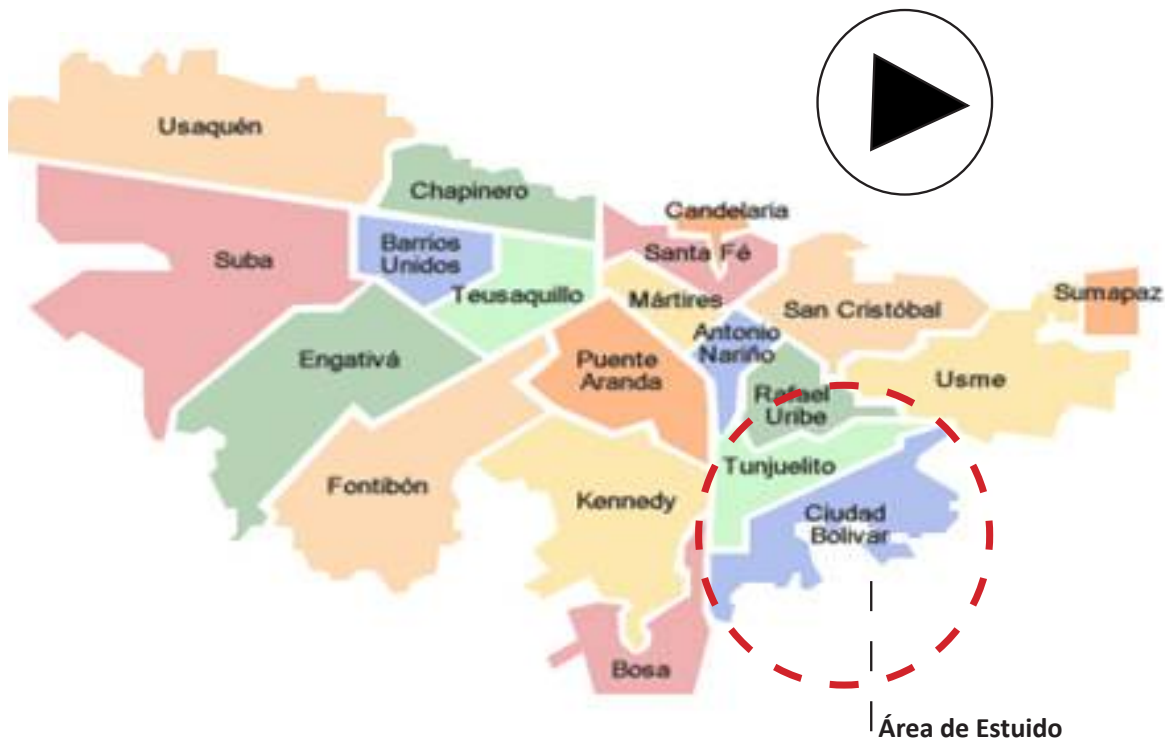 Usaquén
Chapinero
Candelaria
Suba
Barrios
Unidos
Santa Fé
Teusaquillo
Mártires
San Cristóbal
Sumapaz
Antonio
Nariño
Engativá
Puente
Aranda
Usme
Rafael
Uribe
Tunjuelito
Fontibón
Kennedy
Ciudad
Bolivar
Bosa
Área de Estuido